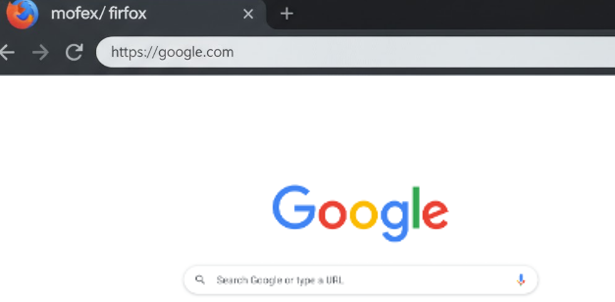 mofex/ firfox
https://google.com
Google
Search Google or type a URL